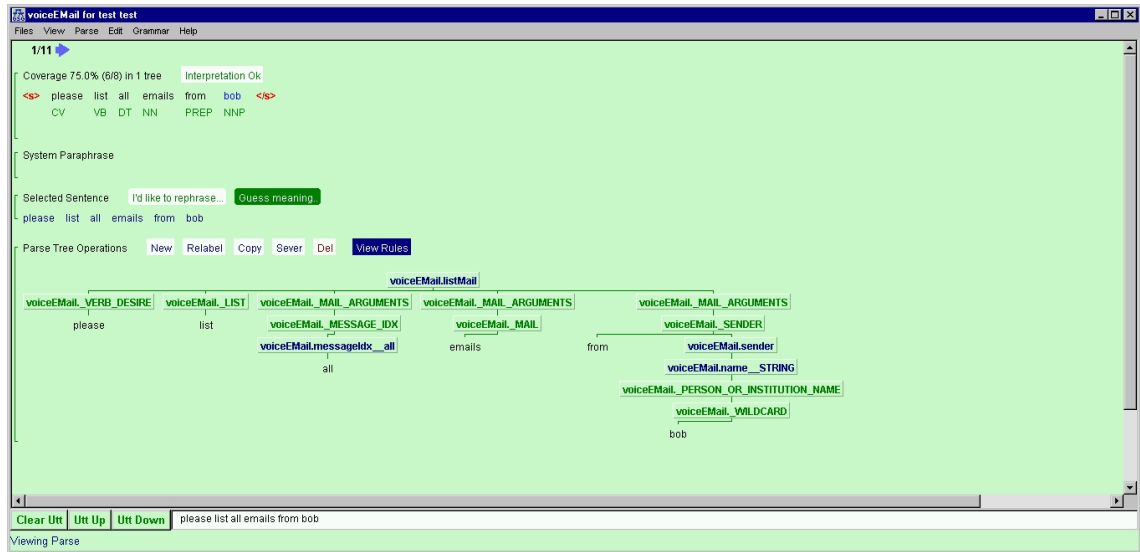 voiceEMail for test test
Files View Parse Edit Grammar Help
1/11
Coverage 75.0% (6/8) in 1 tree Interpretation Ok
<s> please list all emails from bob </s>
CV VB DT NN PREP NNP
System Paraphrase
Selected Sentence I'd like to rephrase... Guess meaning..
please list all emails from bob
Parse Tree Operations New Relabel Copy Sever Del View Rules
voiceEMail.listMail
voiceEMail._VERB_DESIRE voiceEMail._LIST voiceEMail._MAIL_ARGUMENTS voiceEMail._MAIL_ARGUMENTS voiceEMail._MAIL_ARGUMENTS
please list voiceEMail._MESSAGE_IDX voiceEMail._MAIL voiceEMail._SENDER
voiceEMail.messageIdx__all emails from voiceEMail.sender
all voiceEMail.name__STRING
voiceEMail._PERSON_OR_INSTITUTION_NAME
voiceEMail._WILDCARD
bob
Clear Utt Utt Up Utt Down please list all emails from bob
Viewing Parse